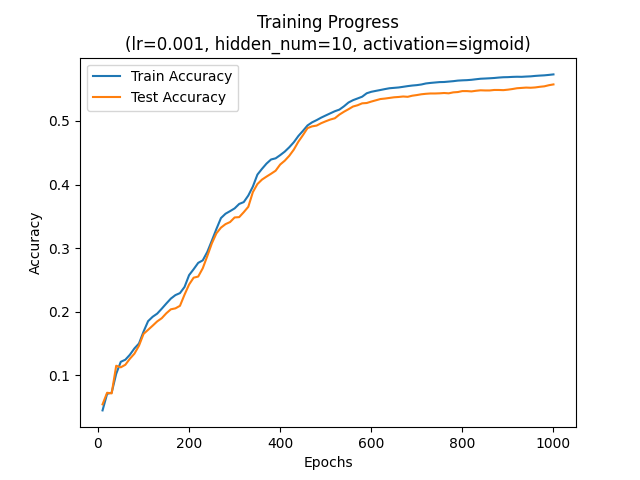 Training Progress
(lr=0.001, hidden_num=10, activation=sigmoid)
Train Accuracy
Test Accuracy
0.5
0.4
0.3
0.2
0.1
Accuracy
0 200 400 600 800 1000
Epochs